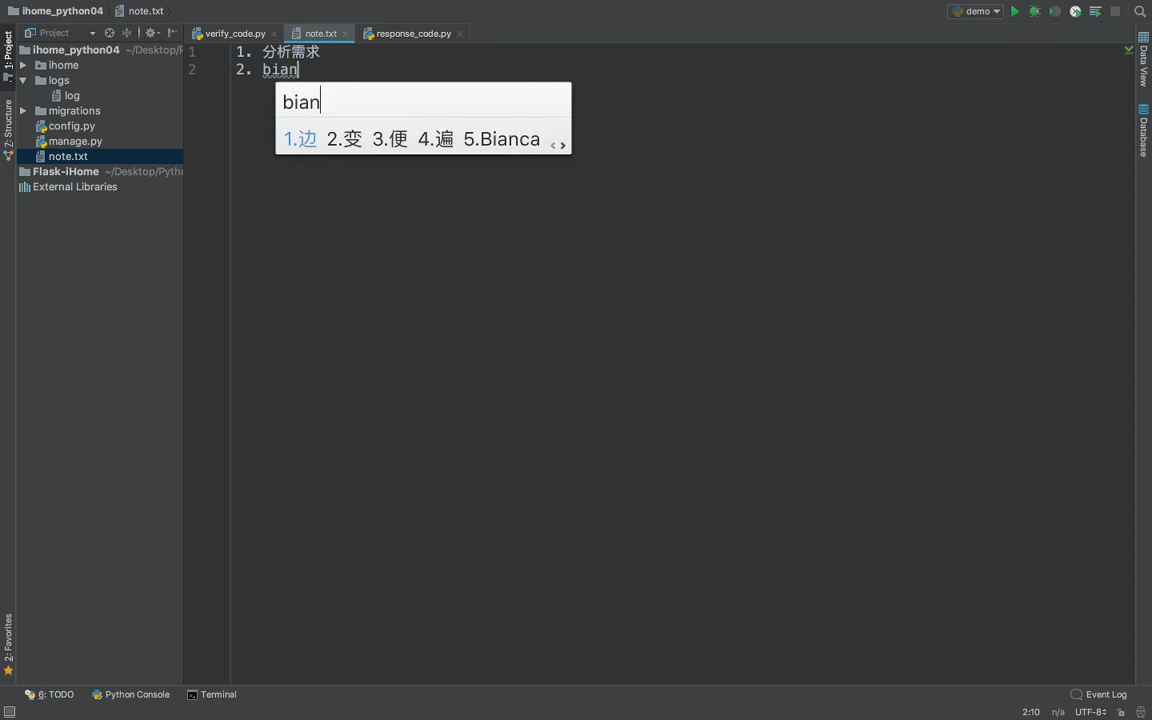 ihome_python04 note.txt demo
Project verify_code.py note.txt response_code.py
1: Project
Z: Structure
2: Favorites
ihome_python04 ~/Desktop/P
ihome
logs
log
migrations
config.py
manage.py
note.txt
Flask-iHome ~/Desktop/Pytho
External Libraries
1 1. 分析需求
2 2. bian
bian
1.边 2.变 3.便 4.遍 5.Bianca
Data View
Database
6: TODO Python Console Terminal Event Log
2:10 n/a UTF-8